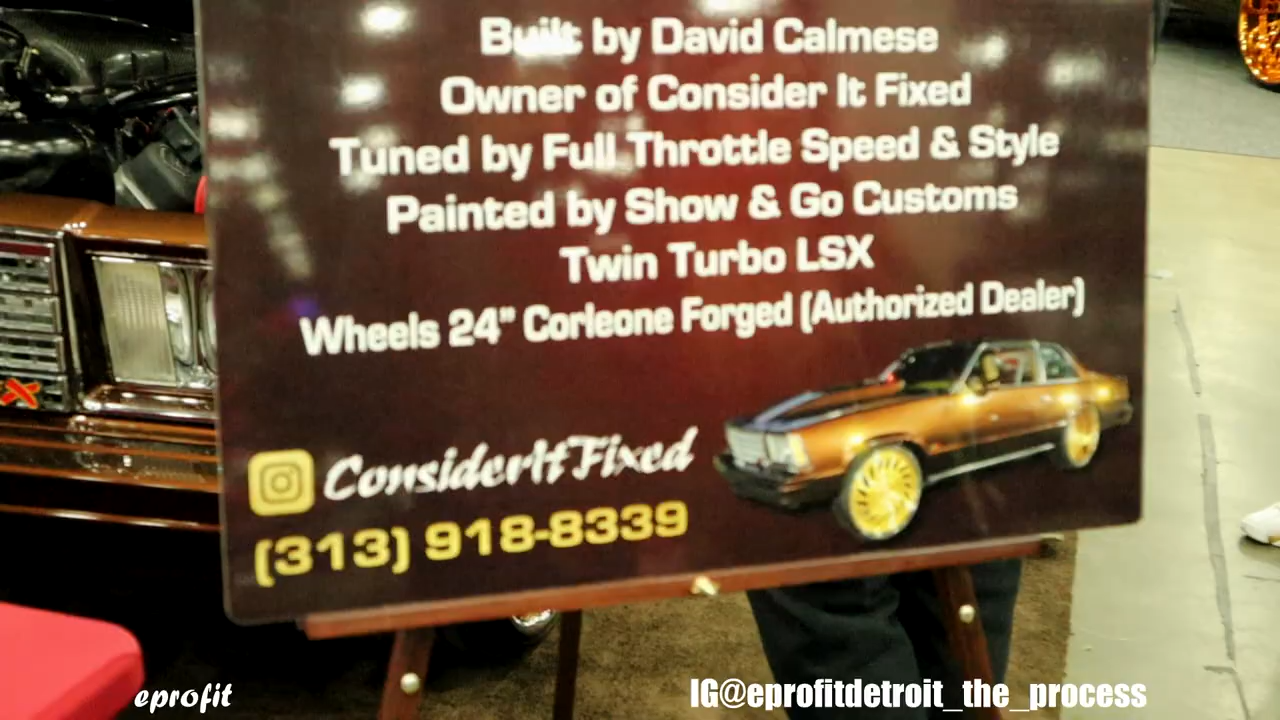 Built by David Calmese
Owner of Consider It Fixed
Tuned by Full Throttle Speed & Style
Painted by Show & Go Customs
Twin Turbo LSX
Wheels 24" Corleone Forged (Authorized Dealer)
ConsiderItFixed
(313) 918-8339
X
eprofit
IG@eprofitdetroit_the_process